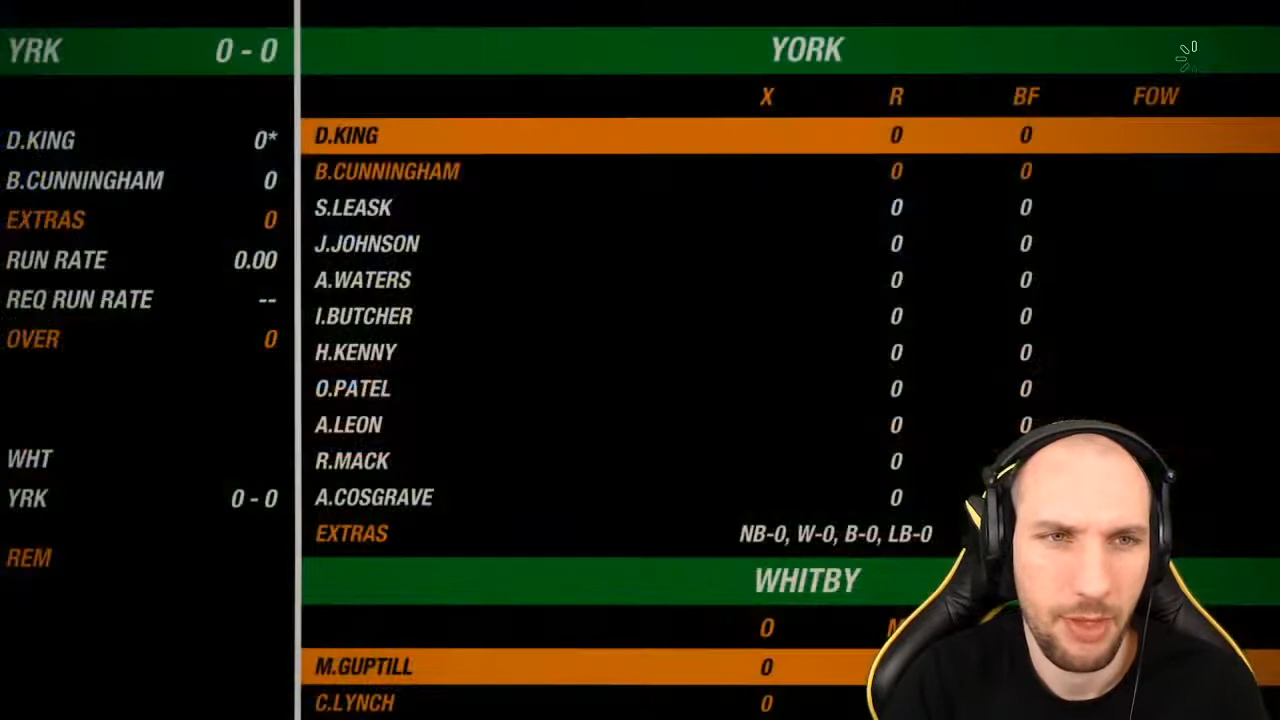 YRK 0 - 0
D.KING 0*
B.CUNNINGHAM 0
EXTRAS 0
RUN RATE 0.00
REQ RUN RATE --
OVER 0
WHT
YRK 0 - 0
REM
YORK
X R BF FOW
D.KING 0 0
B.CUNNINGHAM 0 0
S.LEASK 0 0
J.JOHNSON 0 0
A.WATERS 0 0
I.BUTCHER 0 0
H.KENNY 0 0
O.PATEL 0 0
A.LEON 0 0
R.MACK 0
A.COSGRAVE 0
EXTRAS NB-0, W-0, B-0, LB-0
WHITBY
O
M.GUPTILL 0
C.LYNCH 0